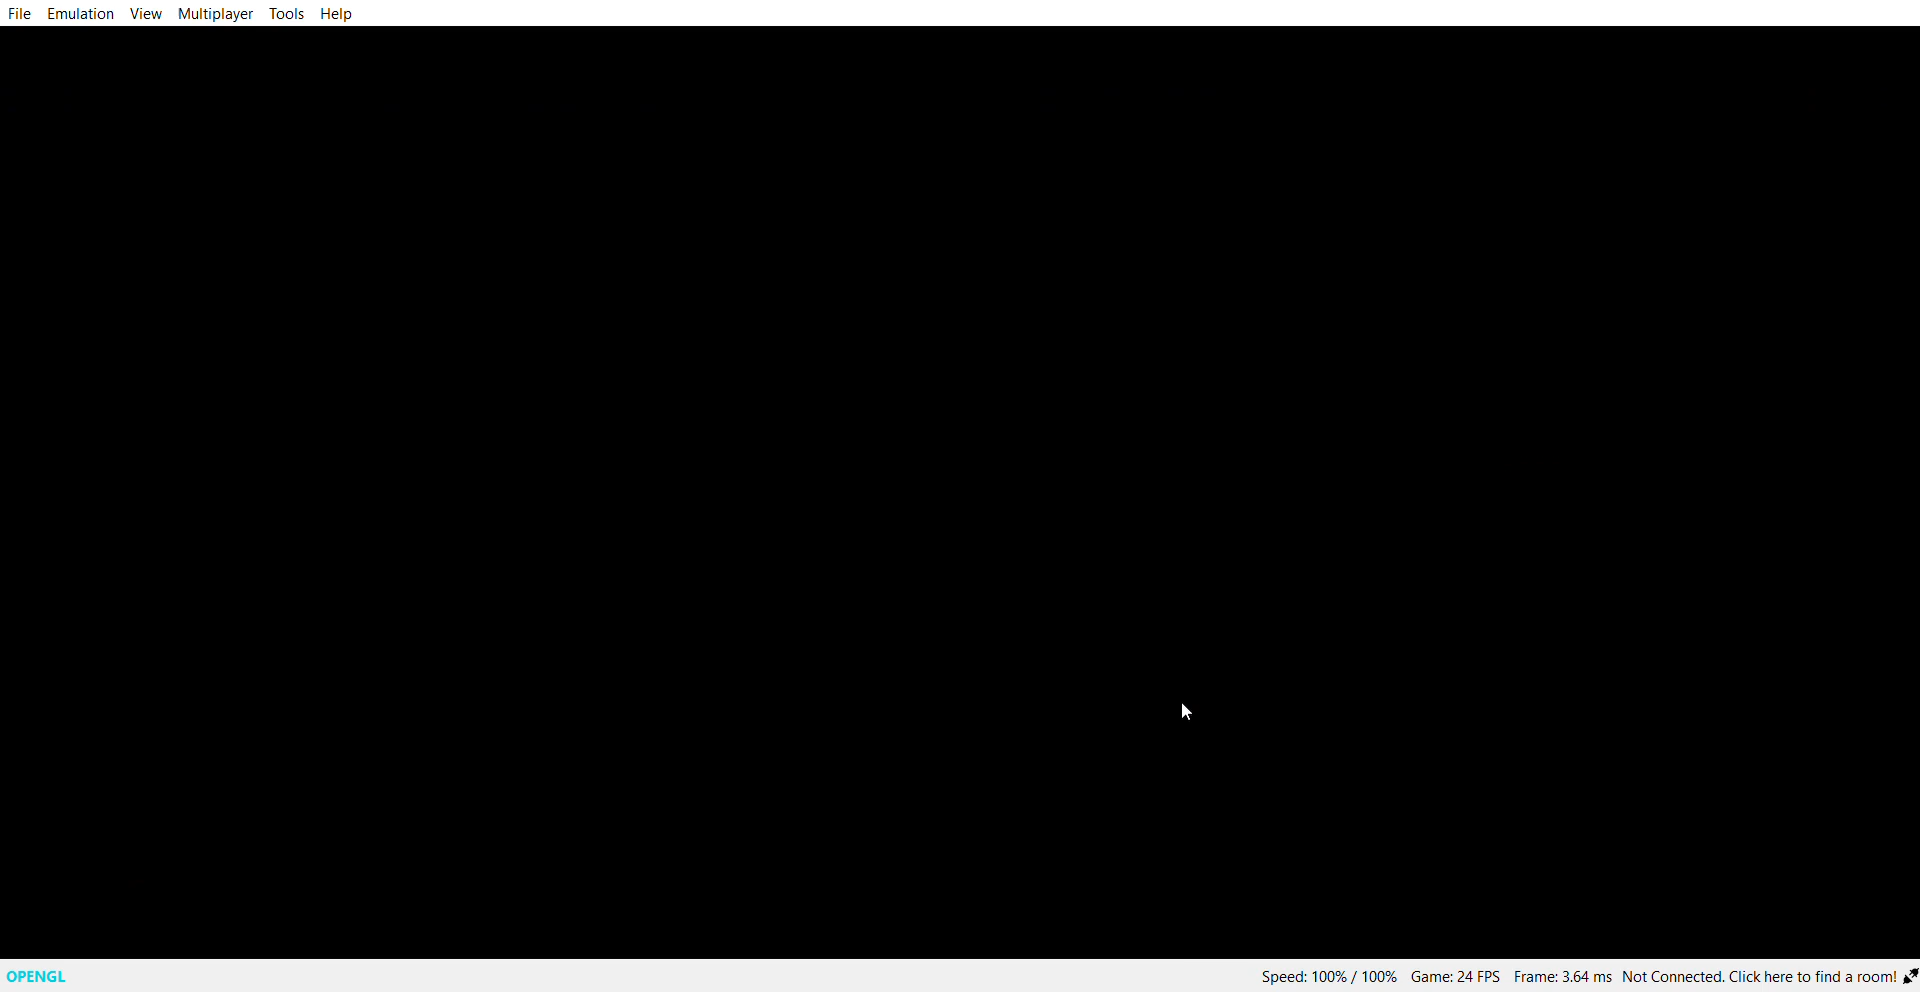 File Emulation View Multiplayer Tools Help
OPENGL Speed: 100% / 100% Game: 24 FPS Frame: 3.64 ms Not Connected. Click here to find a room!